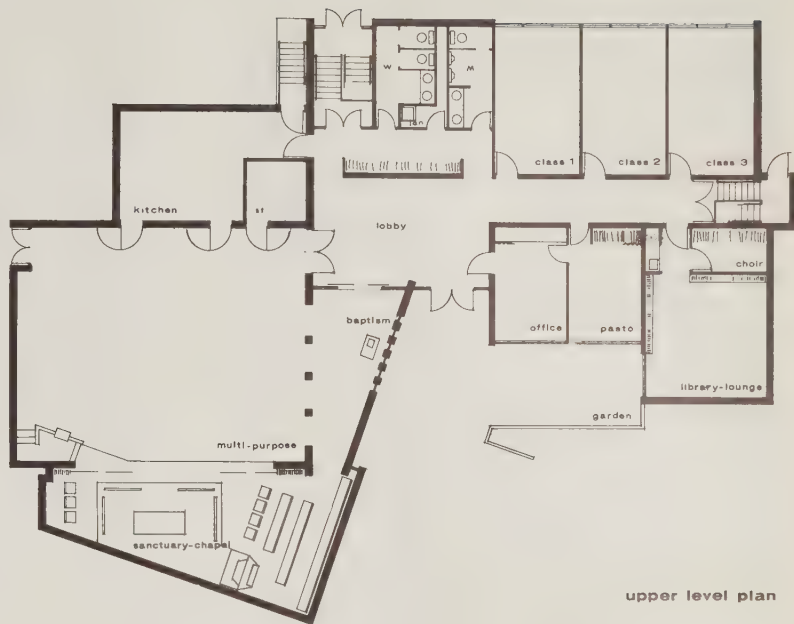 W
M
jan
class 1
class 2
class 3
kitchen
st
lobby
choir
baptism
office
pasto
library-lounge
garden
multi-purpose
sanctuary-chapel
upper level plan